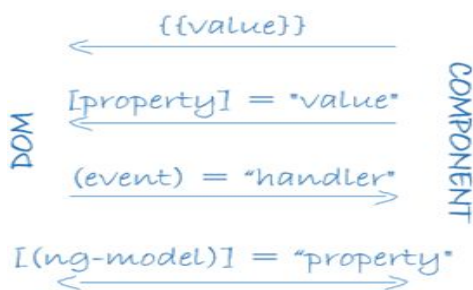 {{value}}
[property] = "value"
(event) = "handler"
[(ng-model)] = "property"
DOM
COMPONENT